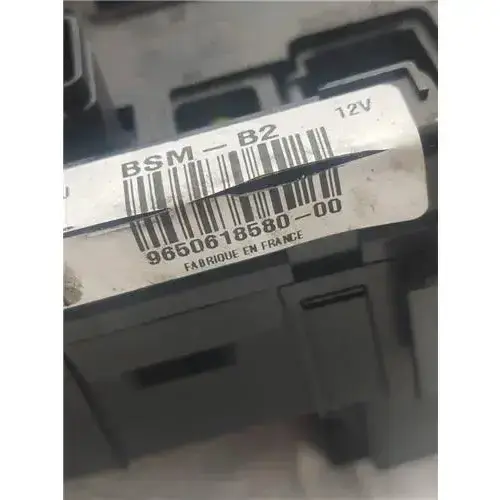 BSM-B2 12V
9650618580-00
FABRIQUE EN FRANCE